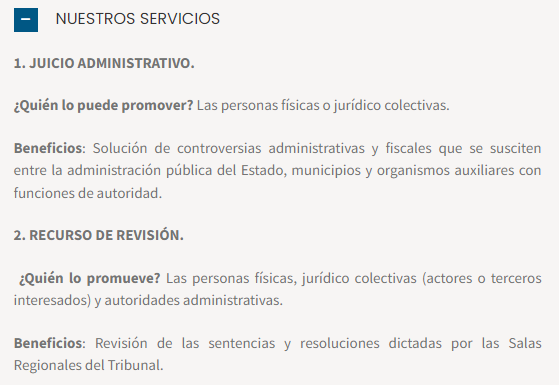 NUESTROS SERVICIOS
1. JUICIO ADMINISTRATIVO.
¿Quién lo puede promover? Las personas físicas o jurídico colectivas.
Beneficios: Solución de controversias administrativas y fiscales que se susciten
entre la administración pública del Estado, municipios y organismos auxiliares con
funciones de autoridad.
2. RECURSO DE REVISIÓN.
¿Quién lo promueve? Las personas físicas, jurídico colectivas (actores o terceros
interesados) y autoridades administrativas.
Beneficios: Revisión de las sentencias y resoluciones dictadas por las Salas
Regionales del Tribunal.